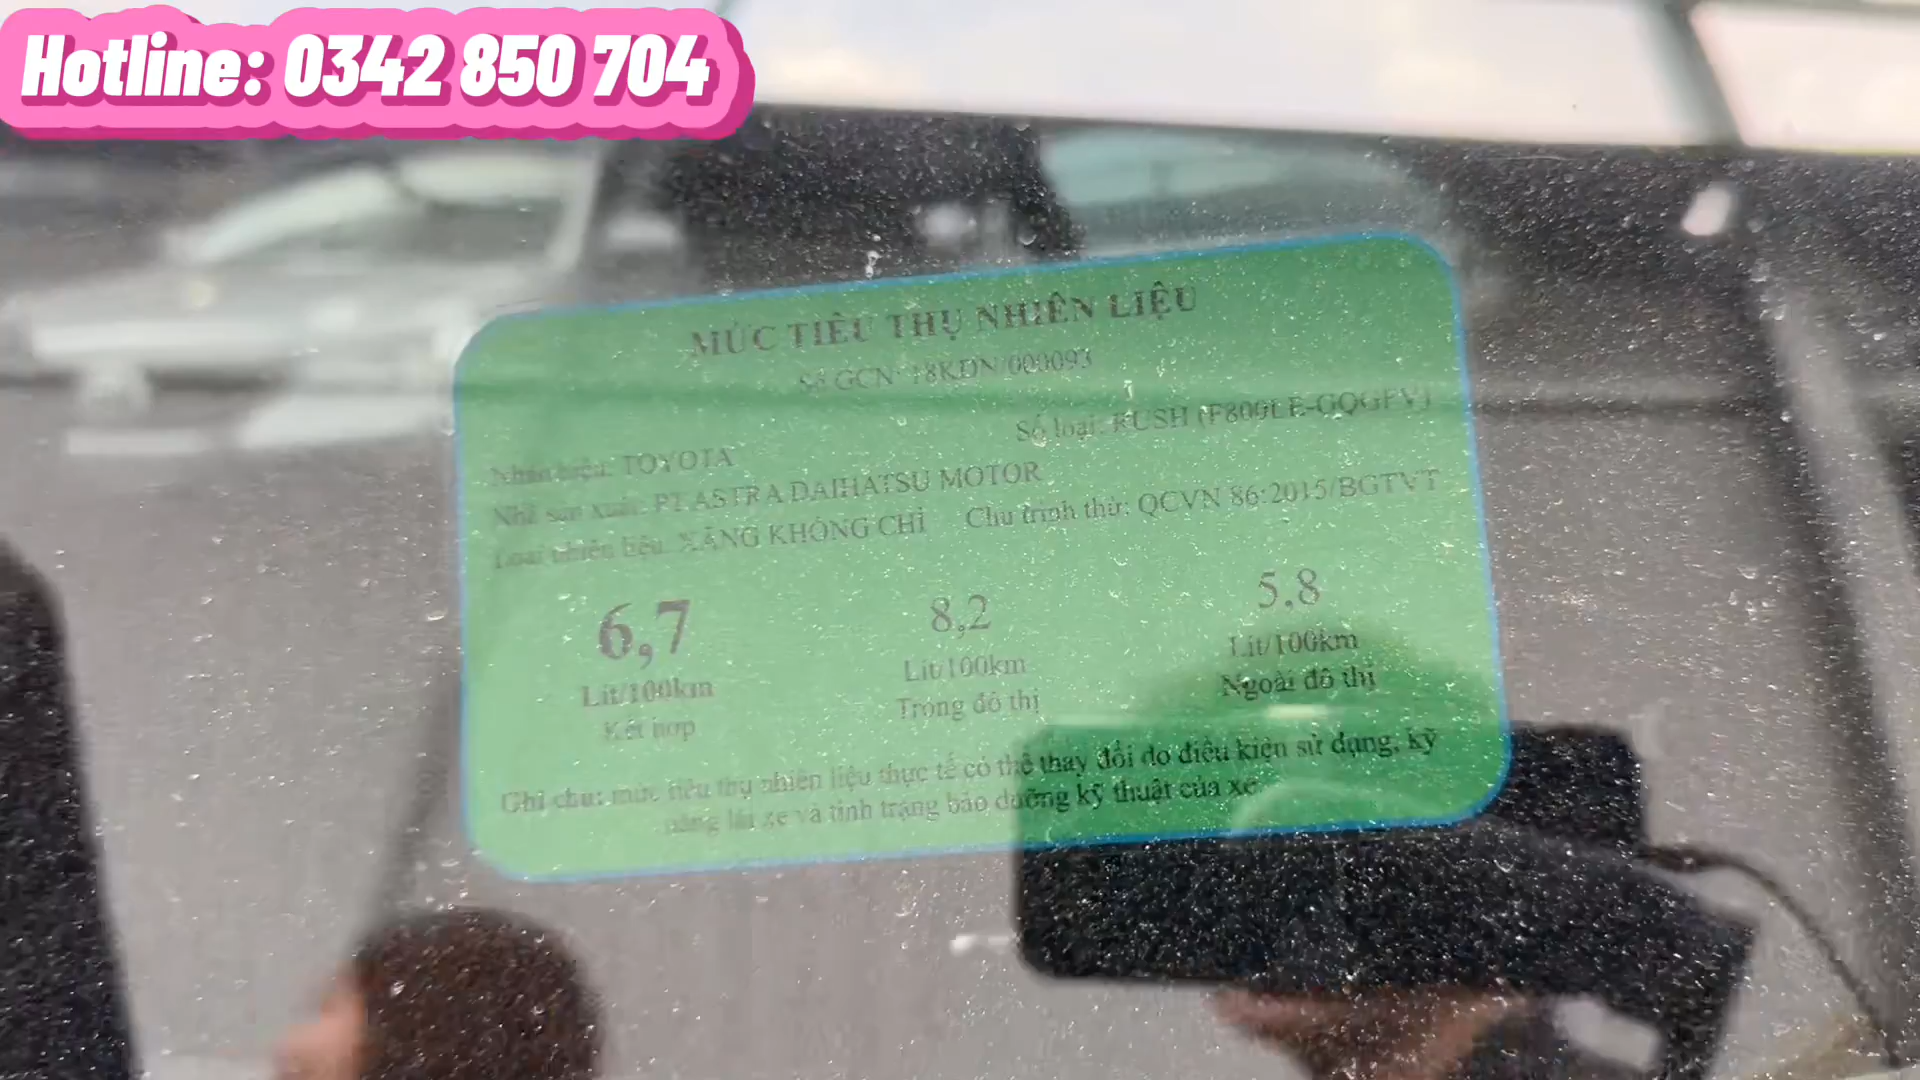 Hotline: 0342 850 704
MỨC TIÊU THỤ NHIÊN LIỆU
Số GCN: 18KDN/000093
Nhãn hiệu: TOYOTA Số loại: RUSH (F800LE-GQGFV)
Nhà sản xuất: PT ASTRA DAIHATSU MOTOR
Loại nhiên liệu: XĂNG KHÔNG CHÌ Chu trình thử: QCVN 86:2015/BGTVT
6,7 8,2 5.8
Lít/100km Lít/100km Lít/100km
Kết hợp Trong đô thị Ngoài đô thị
Ghi chú: mức tiêu thụ nhiên liệu thực tế có thể thay đổi do điều kiện sử dụng, kỹ
năng lái xe và tình trạng bảo dưỡng kỹ thuật của xe.